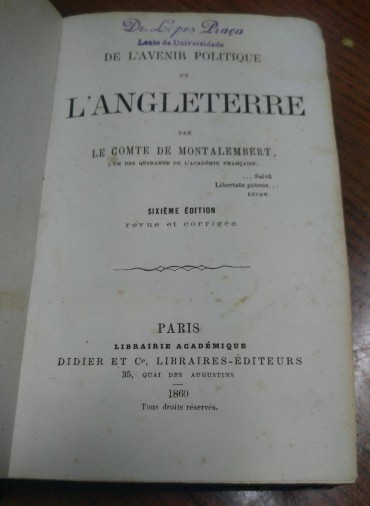 Dr. Lopes Praça
Lente da Universidade
DE L'AVENIR POLITIQUE
DE
L'ANGLETERRE
PAR
LE COMTE DE MONTALEMBERT,
L'UN DES QUARANTE DE L'ACADÉMIE FRANÇAISE.
... Salvâ
Libertate potens...
LUCAN.
SIXIÈME ÉDITION
revue et corrigée.
PARIS
LIBRAIRIE ACADÉMIQUE
DIDIER ET Ce, LIBRAIRES-ÉDITEURS
35, QUAI DES AUGUSTINS
1860
Tous droits réservés.